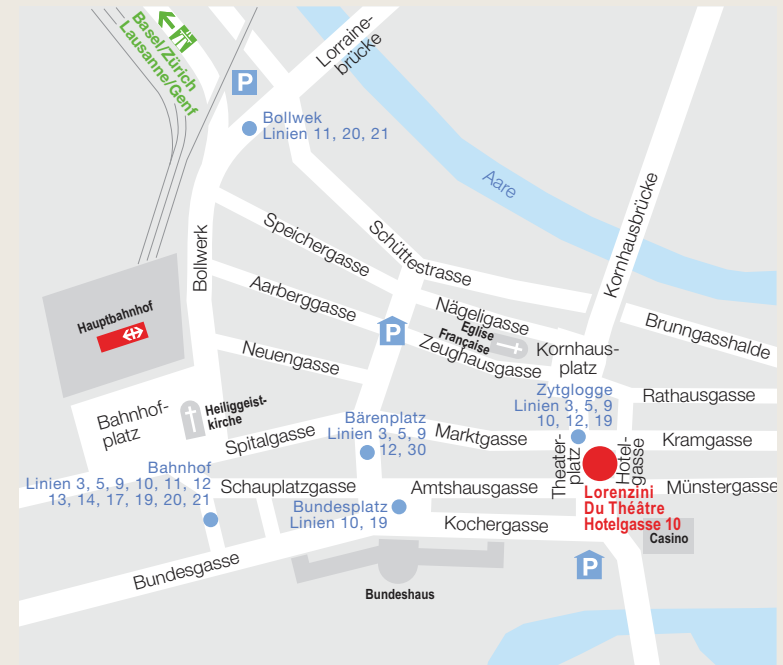 Basel/Zürich
Lausanne/Genf
Lorraine-
brücke
P
Bollwek
Linien 11, 20, 21
Aare
Kornhausbrücke
Speichergasse
Schüttestrasse
Bollwerk
Aarberggasse
Nägeligasse
Brunngasshalde
Hauptbahnhof
P
Eglise
Française
Zeughausgasse
Kornhaus-
platz
Neuengasse
Zytglogge
Linien 3, 5, 9
10, 12, 19
Rathausgasse
Bahnhof-
platz
Heiliggeist-
kirche
Bärenplatz
Linien 3, 5, 9
12, 30
Spitalgasse
Marktgasse
Kramgasse
Theater-
platz
Hotel-
gasse
Bahnhof
Linien 3, 5, 9, 10, 11, 12
13, 14, 17, 19, 20, 21
Schauplatzgasse
Amtshausgasse
Münstergasse
Bundesplatz
Linien 10, 19
Lorenzini
Du Théâtre
Hotelgasse 10
Kochergasse
Casino
Bundesgasse
P
Bundeshaus